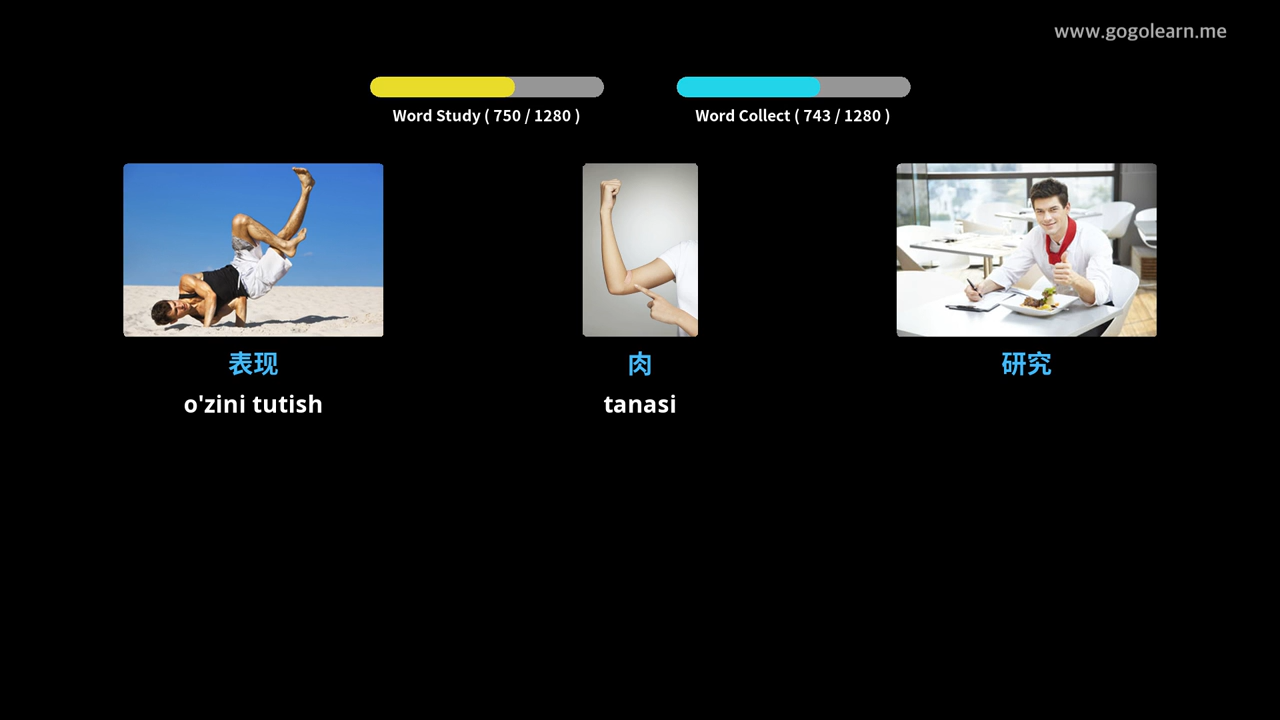 www.gogolearn.me
Word Study ( 750 / 1280 )
Word Collect ( 743 / 1280 )
表现
肉
研究
o'zini tutish
tanasi